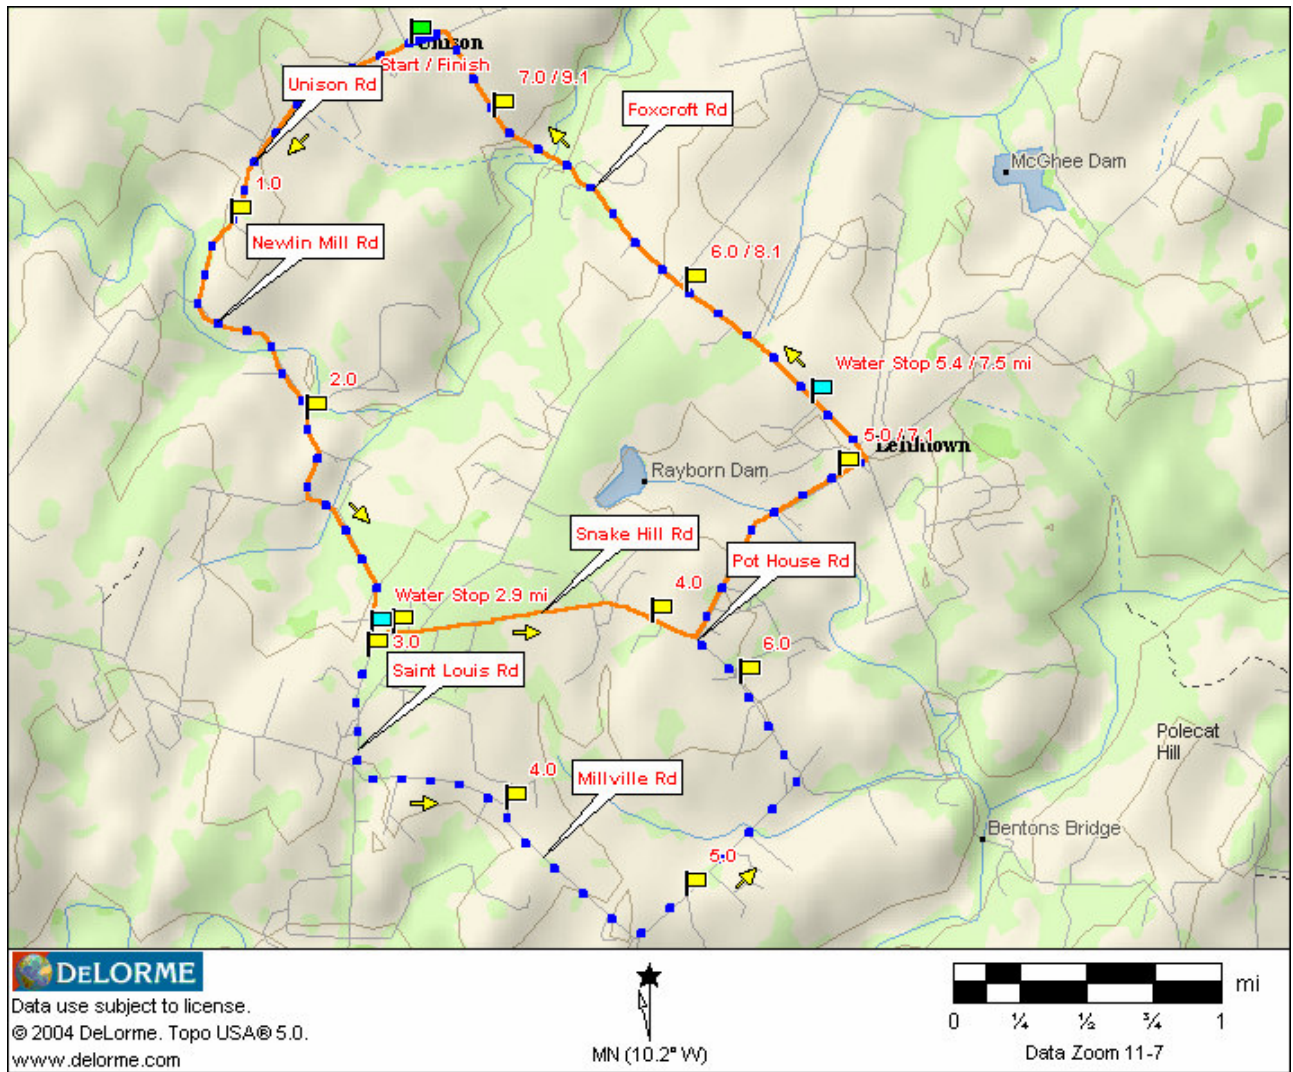 Unison
Start / Finish
Unison Rd
7.0 / 9.1
Foxcroft Rd
McGhee Dam
1.0
Newlin Mill Rd
6.0 / 8.1
2.0
Water Stop 5.4 / 7.5 mi
5.0 / 7.1
Rayborn Dam
Snake Hill Rd
Pot House Rd
4.0
Water Stop 2.9 mi
3.0
6.0
Saint Louis Rd
Polecat
Hill
4.0
Millville Rd
Bentons Bridge
5.0
DELORME
Data use subject to license.
© 2004 DeLorme. Topo USA® 5.0.
www.delorme.com
MN (10.2° W)
mi
0 ¼ ½ ¾ 1
Data Zoom 11-7